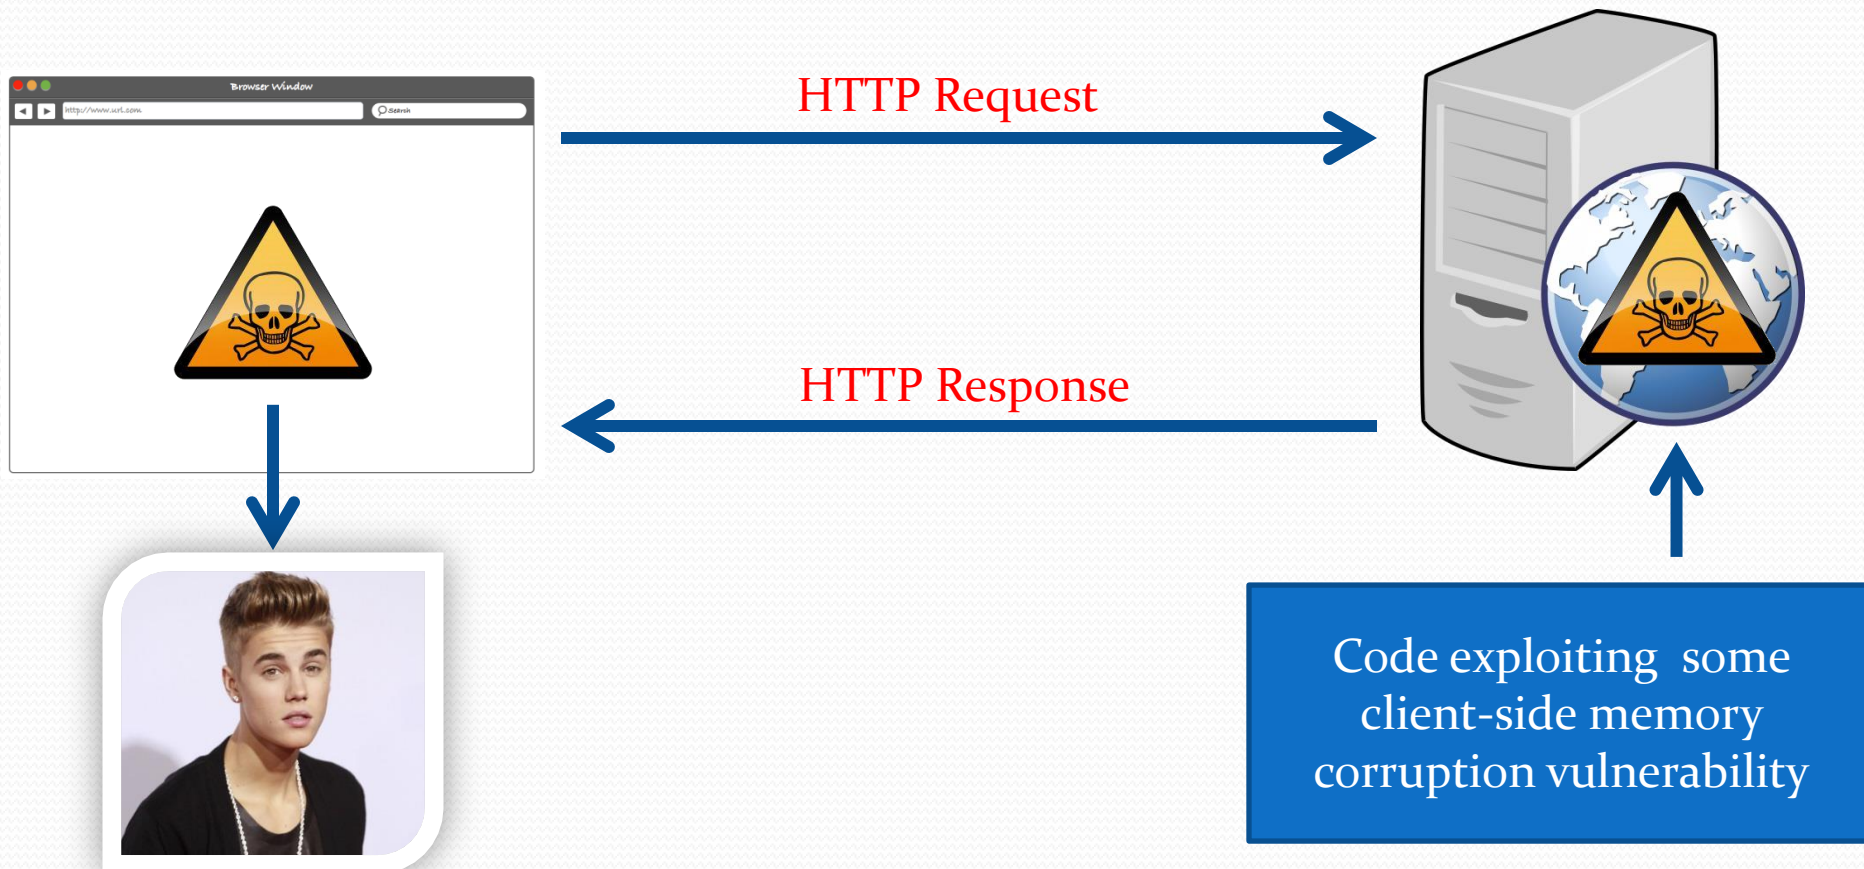 Browser Window
http://www.url.com
Search
HTTP Request
HTTP Response
Code exploiting  some
client-side memory
corruption vulnerability